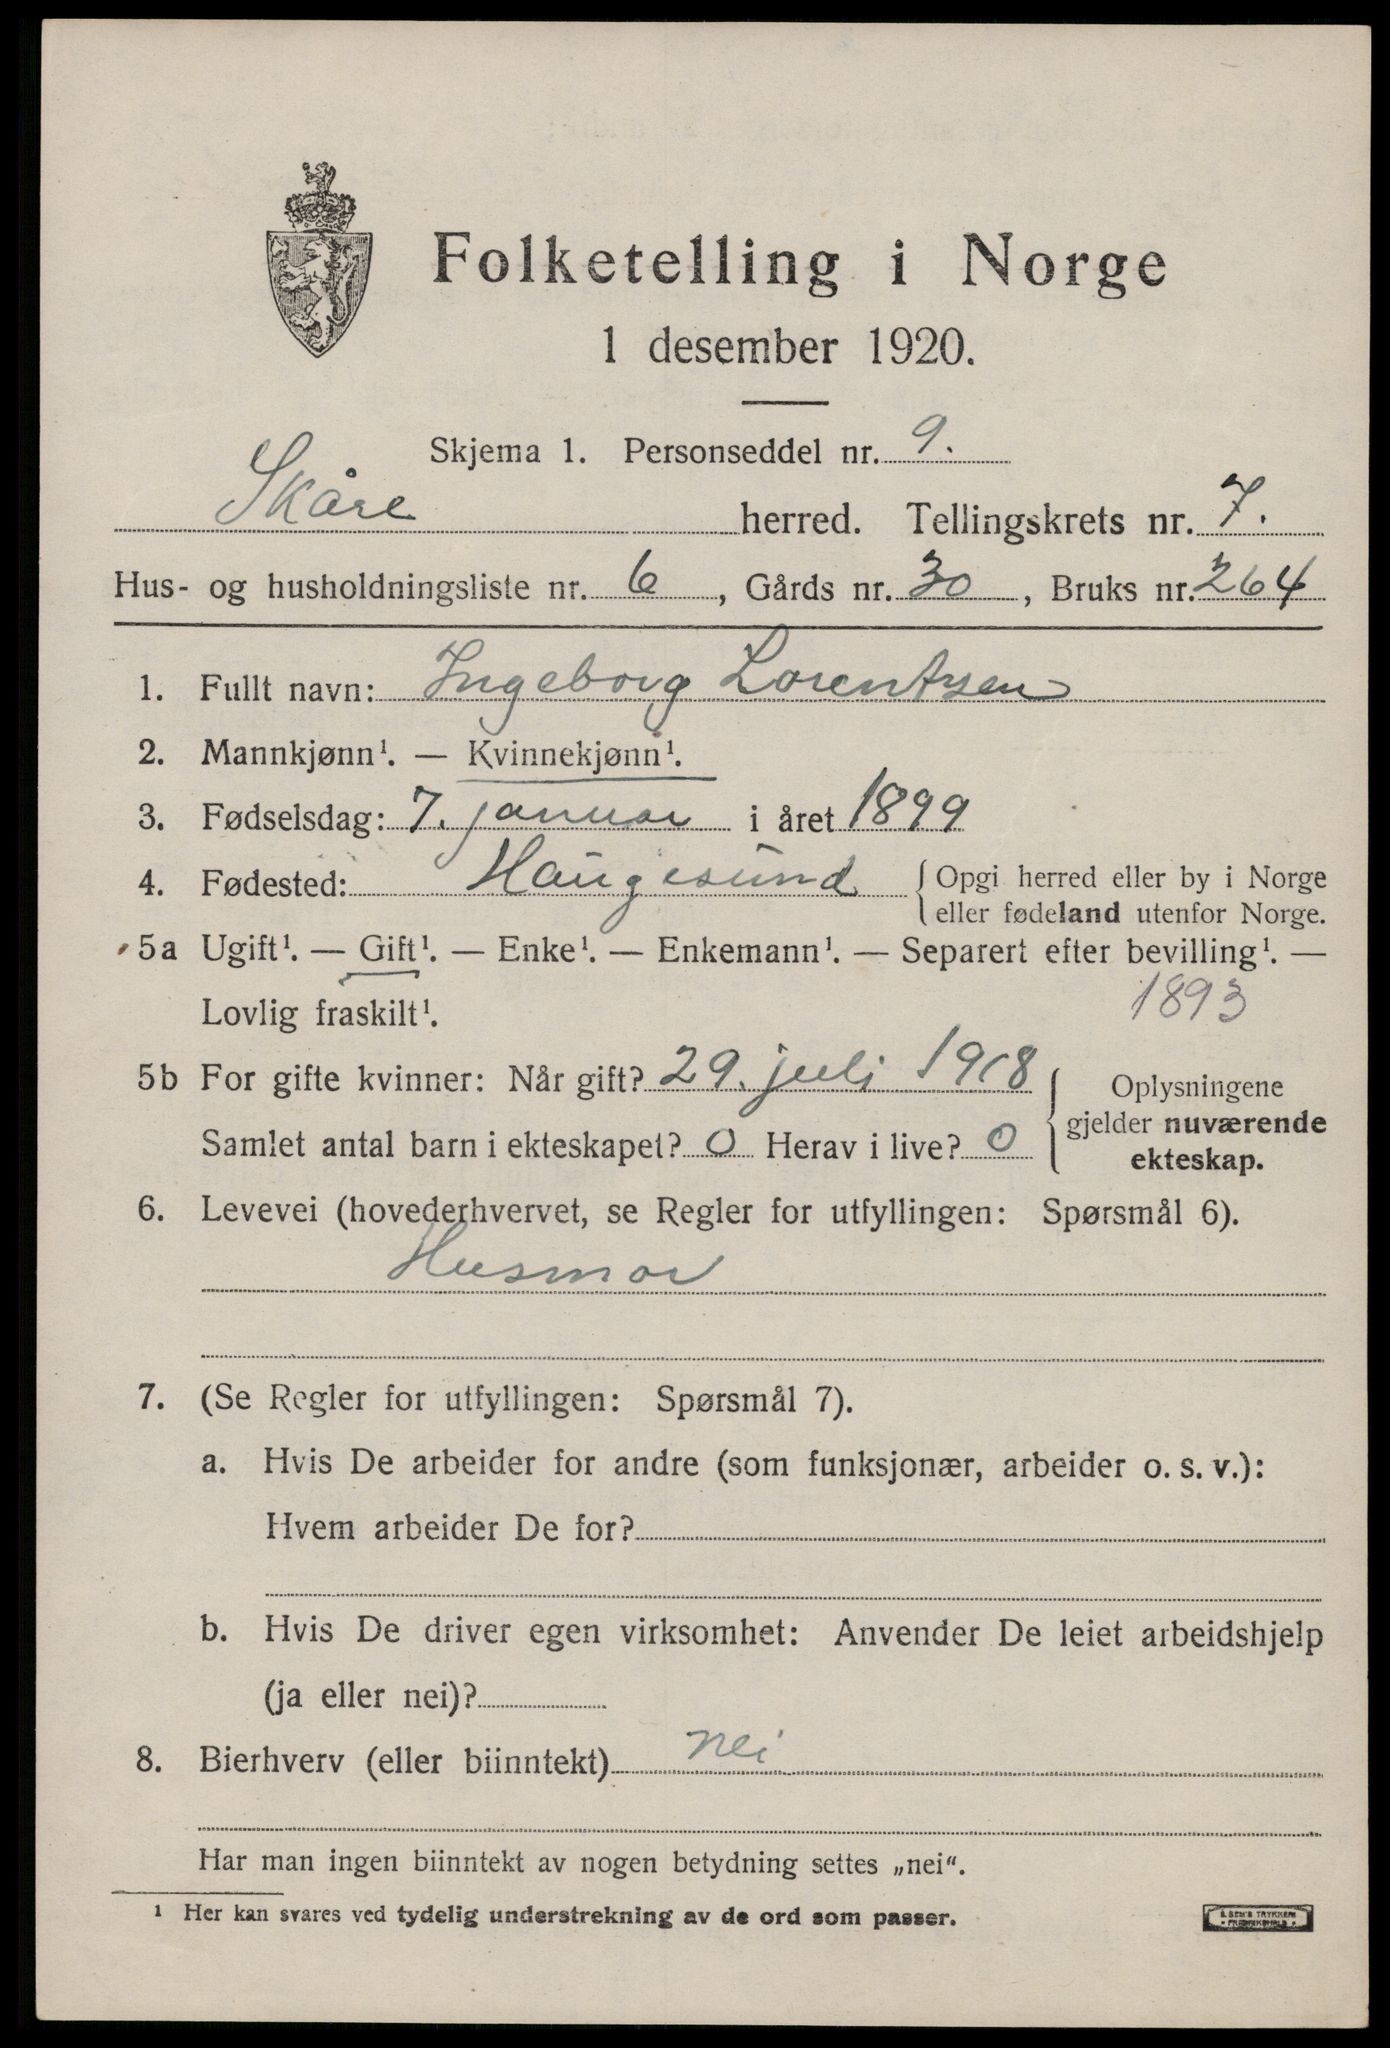 Folketelling i Norge
1 desember 1920.
Skjema 1. Personseddel nr. 9.
Skåre herred. Tellingskrets nr. 7.
Hus- og husholdningsliste nr. 6, Gårds nr. 30, Bruks nr. 264
1. Fullt navn: Ingeborg Lorentzen
2. Mannkjønn¹. — Kvinnekjønn¹.
3. Fødselsdag: 7. januar i året 1899
4. Fødested: Haugesund { Opgi herred eller by i Norge
eller fødeland utenfor Norge.
5a Ugift¹. — Gift¹. — Enke¹. — Enkemann¹. — Separert efter bevilling¹. —
Lovlig fraskilt¹. 1893
5b For gifte kvinner: Når gift? 29. juli 1918
Samlet antal barn i ekteskapet? 0 Herav i live? 0
{ Oplysningene
gjelder nuværende
ekteskap.
6. Levevei (hovederhvervet, se Regler for utfyllingen: Spørsmål 6).
Husmor
7. (Se Regler for utfyllingen: Spørsmål 7).
a. Hvis De arbeider for andre (som funksjonær, arbeider o. s. v.):
Hvem arbeider De for?
b. Hvis De driver egen virksomhet: Anvender De leiet arbeidshjelp
(ja eller nei)?
8. Bierhverv (eller biinntekt) nei
Har man ingen biinntekt av nogen betydning settes „nei“.
¹ Her kan svares ved tydelig understrekning av de ord som passer.
S. SEM'S TRYKKERI
• FREDRIKSHALD •